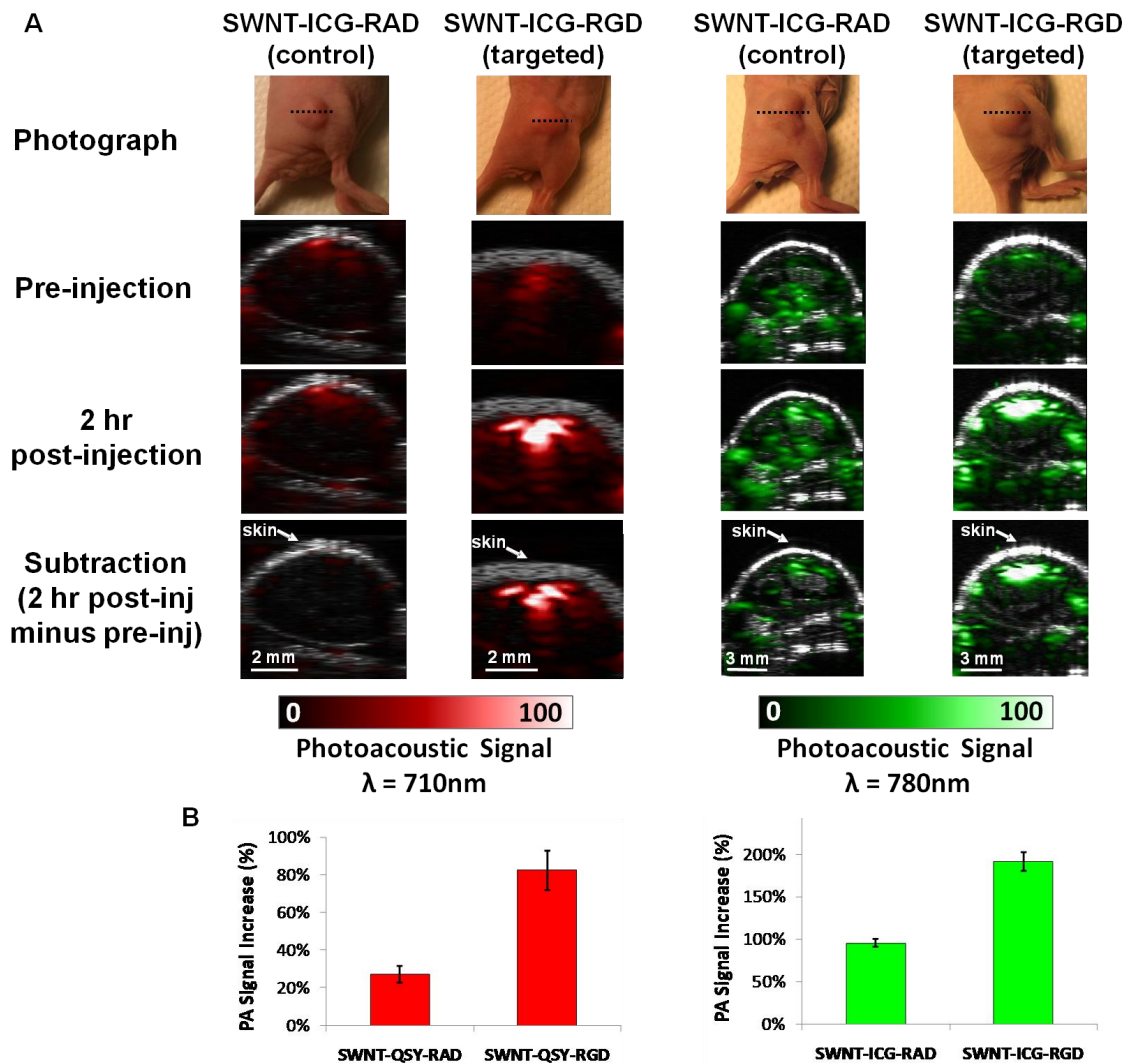 A
SWNT-ICG-RAD
(control)
SWNT-ICG-RGD
(targeted)
SWNT-ICG-RAD
(control)
SWNT-ICG-RGD
(targeted)
Photograph
Pre-injection
2 hr
post-injection
Subtraction
(2 hr post-inj
minus pre-inj)
skin
skin
skin
skin
2 mm
2 mm
3 mm
3 mm
0 100
Photoacoustic Signal
λ = 710nm
0 100
Photoacoustic Signal
λ = 780nm
B
PA Signal Increase (%)
100%
80%
60%
40%
20%
0%
SWNT-QSY-RAD
SWNT-QSY-RGD
PA Signal Increase (%)
200%
150%
100%
50%
0%
SWNT-ICG-RAD
SWNT-ICG-RGD